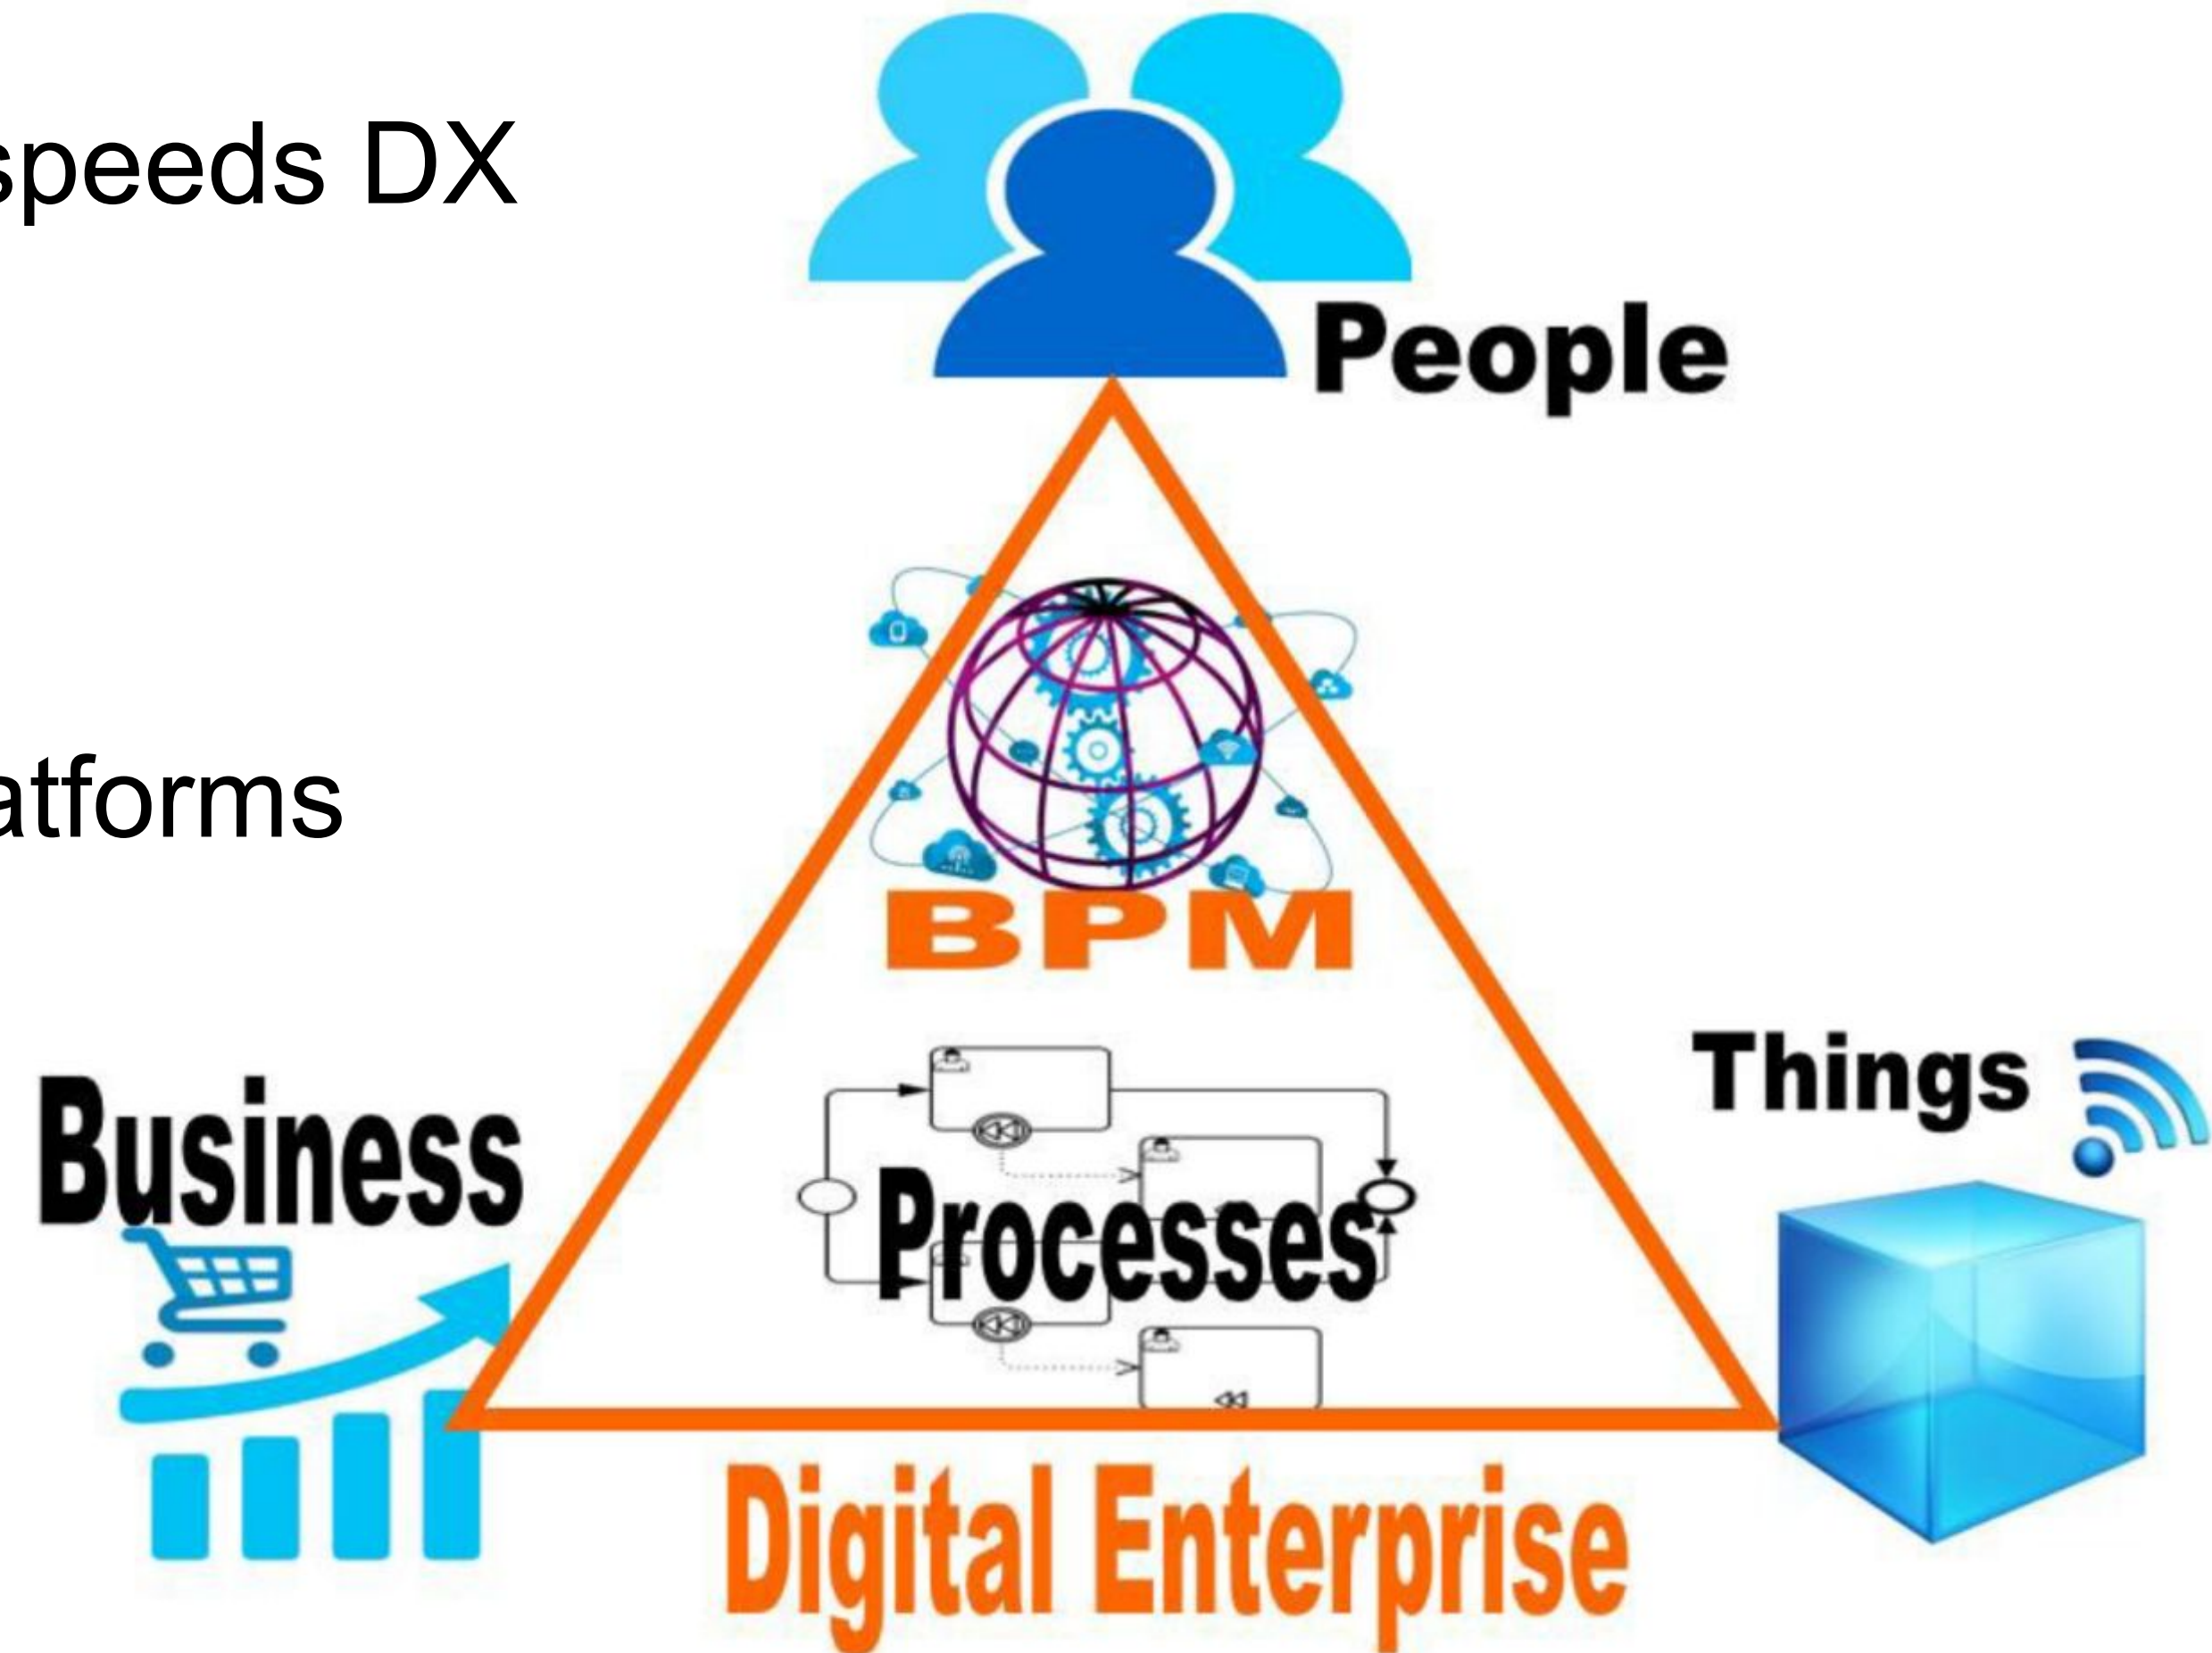 speeds DX
People
atforms
BPM
Things
Business
Processes
Digital Enterprise